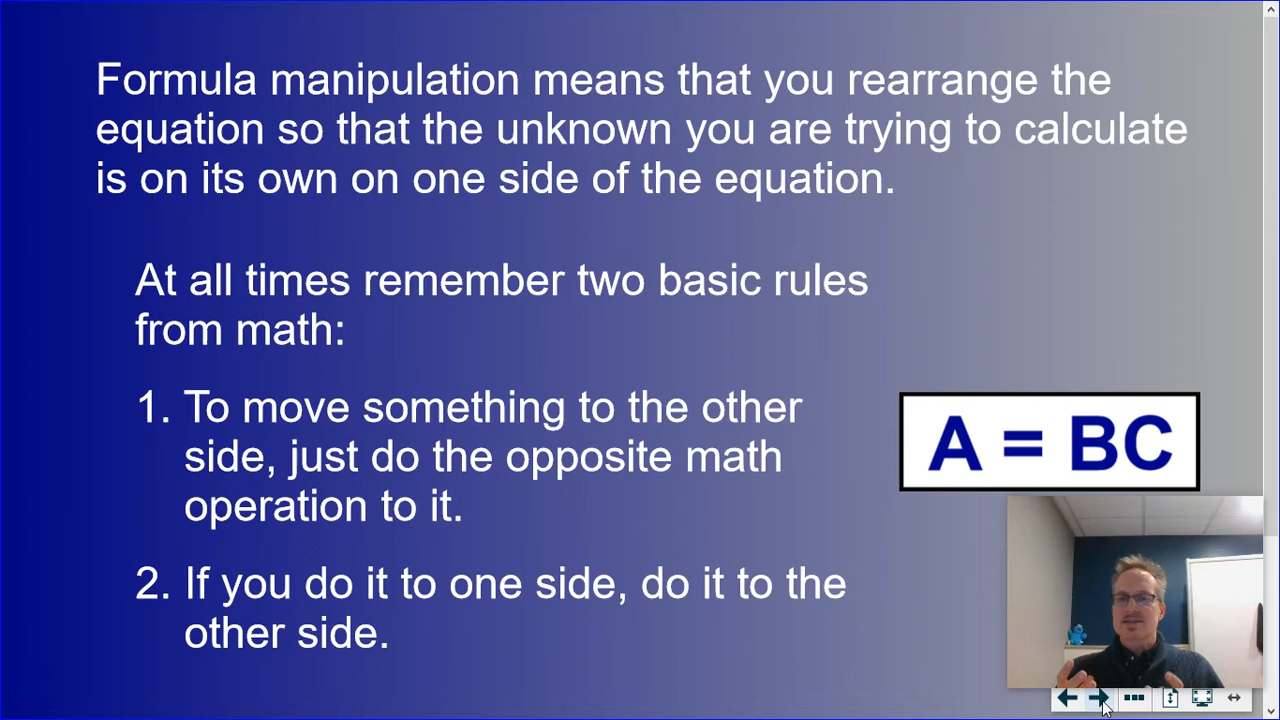 Formula manipulation means that you rearrange the
equation so that the unknown you are trying to calculate
is on its own on one side of the equation.
At all times remember two basic rules
from math:
1. To move something to the other
side, just do the opposite math
operation to it.
A = BC
2. If you do it to one side, do it to the
other side.